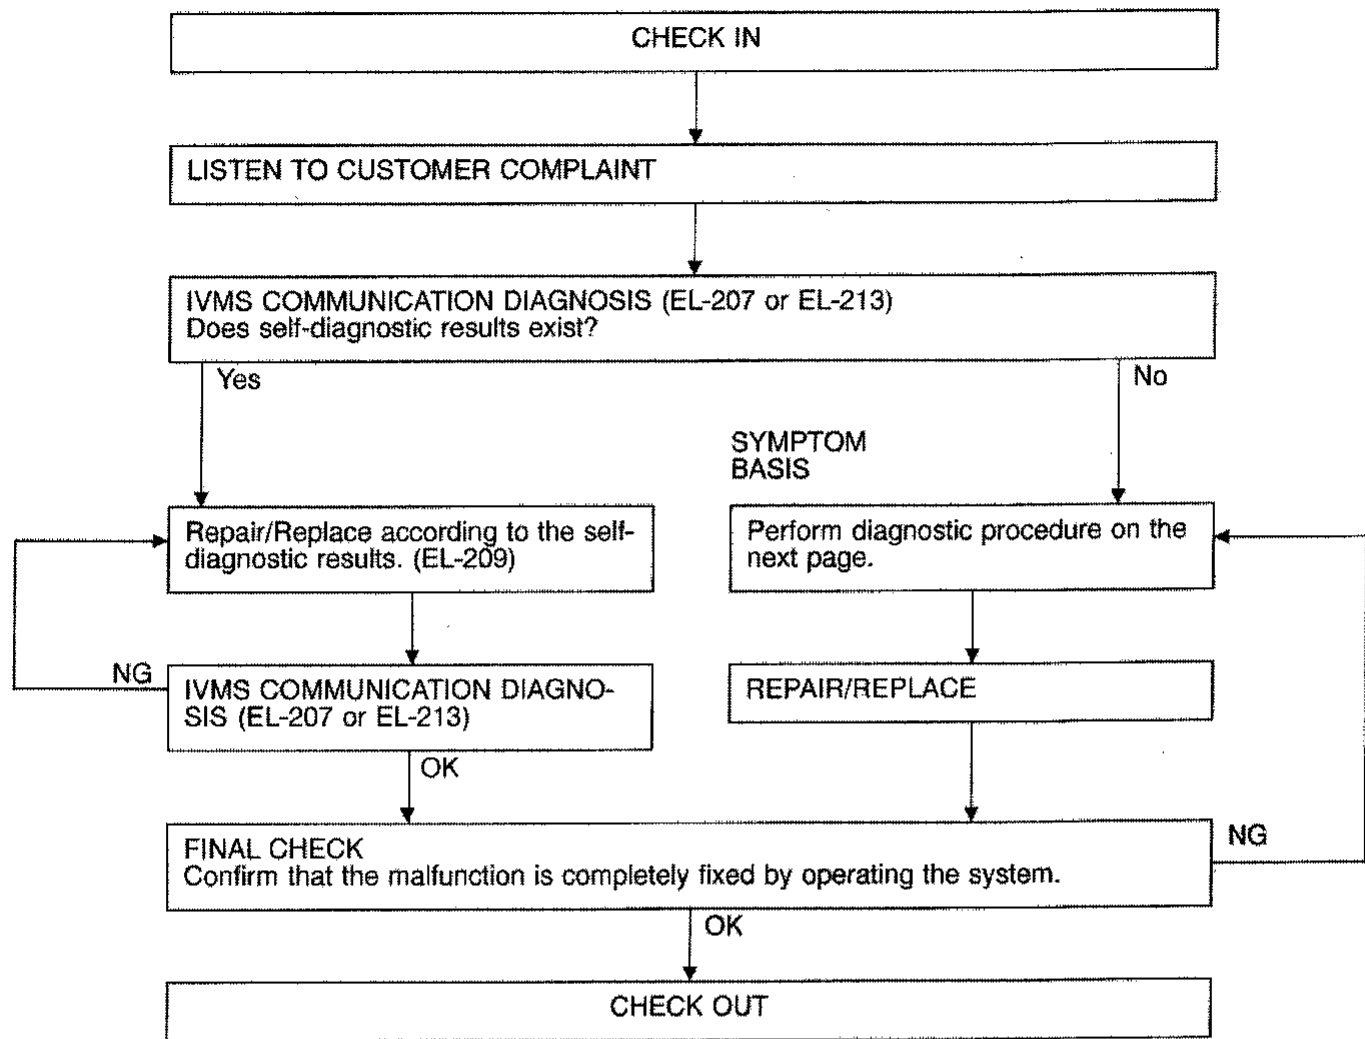 CHECK IN
LISTEN TO CUSTOMER COMPLAINT
IVMS COMMUNICATION DIAGNOSIS (EL-207 or EL-213)
Does self-diagnostic results exist?
Yes
No
SYMPTOM
BASIS
Repair/Replace according to the self-
diagnostic results. (EL-209)
Perform diagnostic procedure on the
next page.
NG
IVMS COMMUNICATION DIAGNO-
SIS (EL-207 or EL-213)
REPAIR/REPLACE
OK
FINAL CHECK
Confirm that the malfunction is completely fixed by operating the system.
NG
OK
CHECK OUT